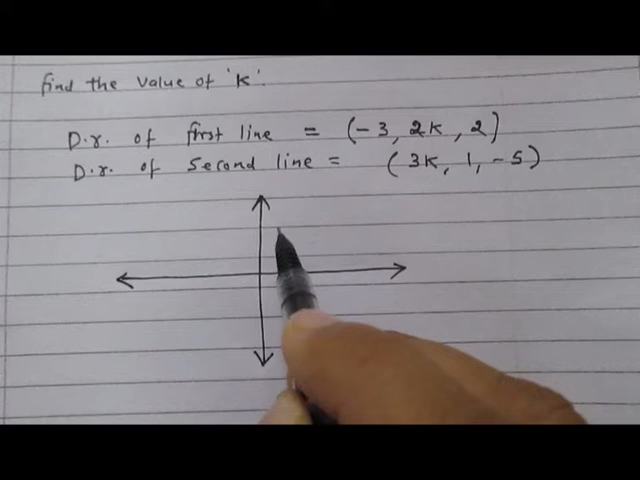 find the value of 'K'.
D.r. of first line = (-3, 2K, 2)
D.r. of second line = (3K, 1, -5)